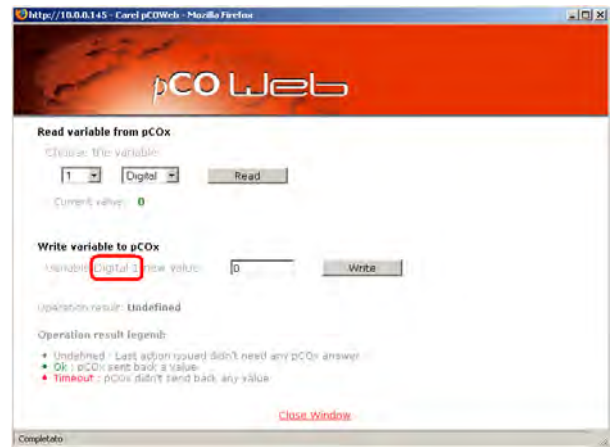 http://10.0.0.145 - Carel pCOWeb - Mozilla Firefox
pCO Web
Read variable from pCOx
Choose the variable:
1 Digital Read
Current value: 0
Write variable to pCOx
Variable Digital 1 new value: 0 Write
Operation result: Undefined
Operation result legend:
Undefined : Last action issued didn't need any pCOx answer
Ok : pCOx sent back a value
Timeout : pCOx didn't send back any value
Close Window
Completato